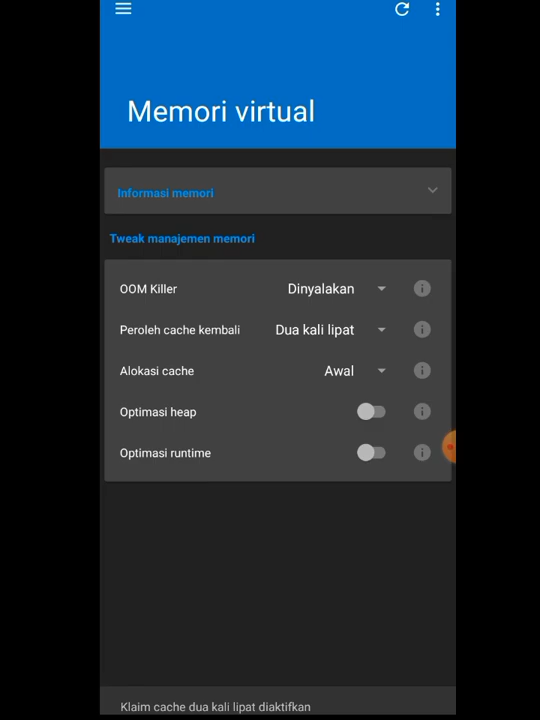 Memori virtual
Informasi memori
Tweak manajemen memori
OOM Killer Dinyalakan
Peroleh cache kembali Dua kali lipat
Alokasi cache Awal
Optimasi heap
Optimasi runtime
Klaim cache dua kali lipat diaktifkan